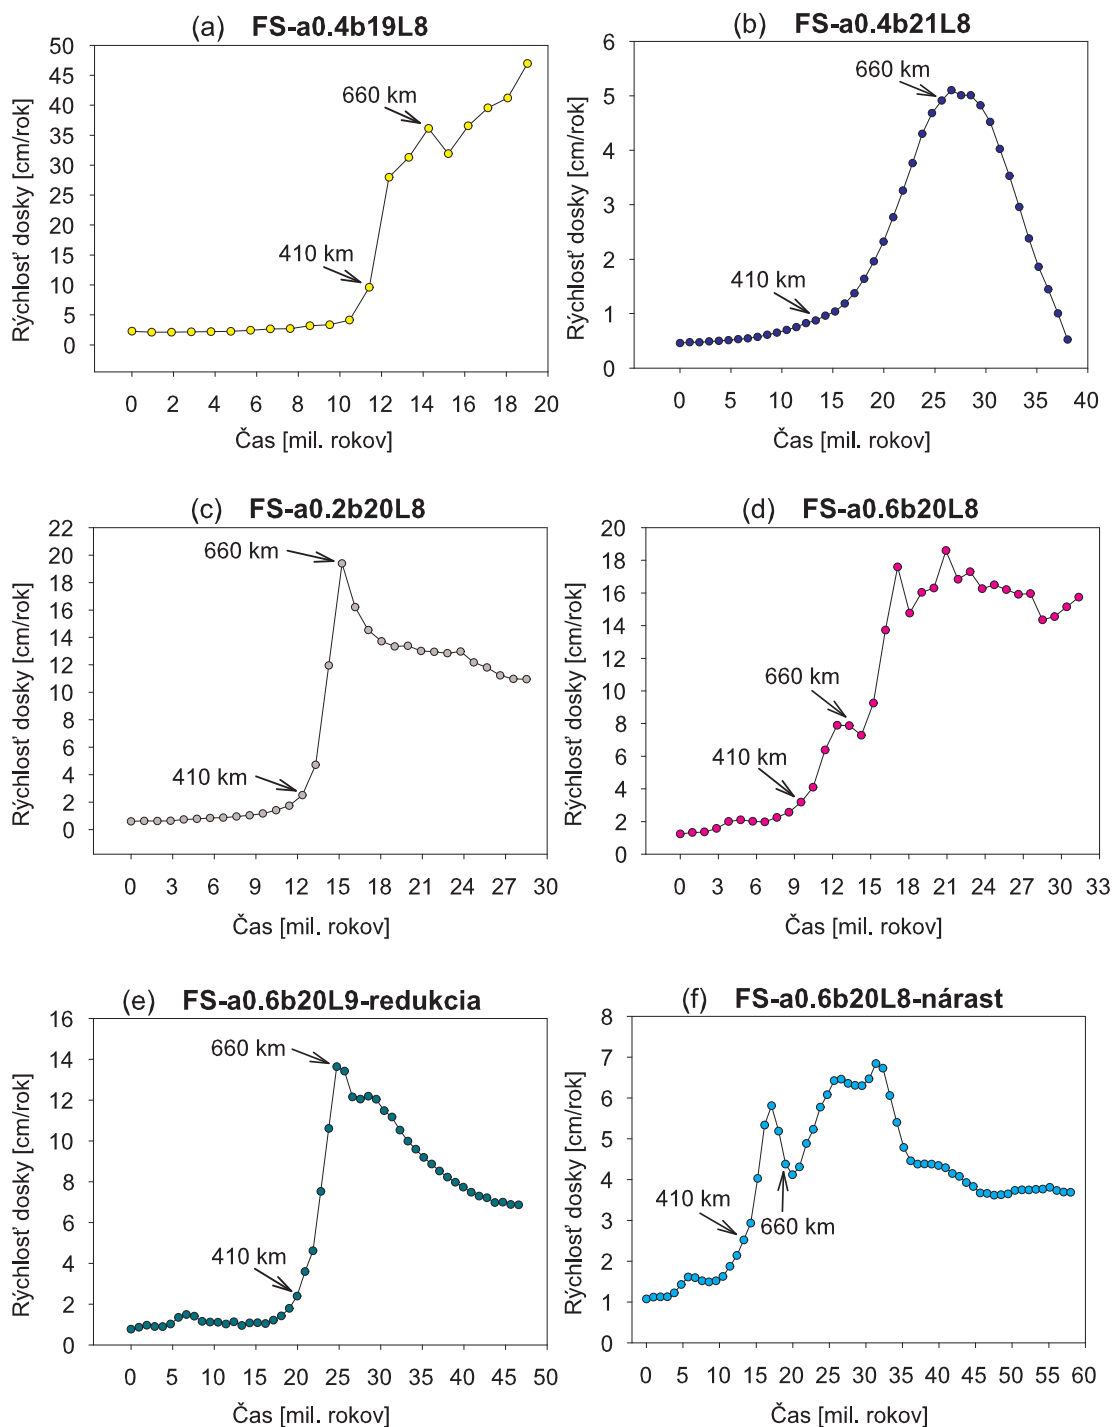 (a) FS-a0.4b19L8
50
45
40
35
30
25
20
15
10
5
0
Rýchlosť dosky [cm/rok]
660 km
410 km
0 2 4 6 8 10 12 14 16 18 20
Čas [mil. rokov]
(b) FS-a0.4b21L8
6
5
4
3
2
1
0
Rýchlosť dosky [cm/rok]
660 km
410 km
0 5 10 15 20 25 30 35 40
Čas [mil. rokov]
(c) FS-a0.2b20L8
22
20
18
16
14
12
10
8
6
4
2
0
Rýchlosť dosky [cm/rok]
660 km
410 km
0 3 6 9 12 15 18 21 24 27 30
Čas [mil. rokov]
(d) FS-a0.6b20L8
20
18
16
14
12
10
8
6
4
2
0
Rýchlosť dosky [cm/rok]
660 km
410 km
0 3 6 9 12 15 18 21 24 27 30 33
Čas [mil. rokov]
(e) FS-a0.6b20L9-redukcia
16
14
12
10
8
6
4
2
0
Rýchlosť dosky [cm/rok]
660 km
410 km
0 5 10 15 20 25 30 35 40 45 50
Čas [mil. rokov]
(f) FS-a0.6b20L8-nárast
8
7
6
5
4
3
2
1
0
Rýchlosť dosky [cm/rok]
410 km
660 km
0 5 10 15 20 25 30 35 40 45 50 55 60
Čas [mil. rokov]